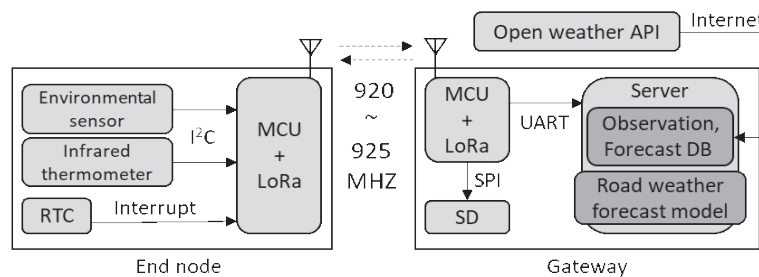 Open weather API
Internet
Environmental
sensor
Infrared
thermometer
RTC
I²C
Interrupt
MCU
+
LoRa
End node
920
~
925
MHZ
MCU
+
LoRa
UART
SPI
SD
Server
Observation,
Forecast DB
Road weather
forecast model
Gateway